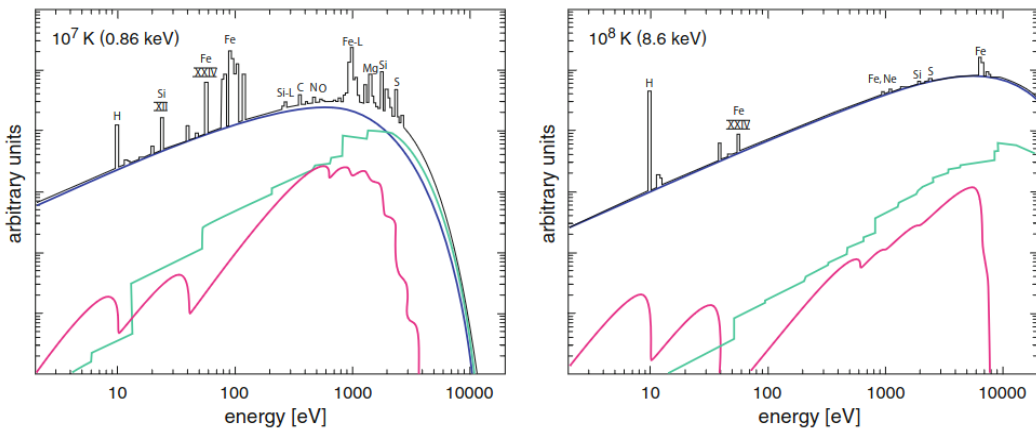 10⁷ K (0.86 keV)
Fe
Fe
XXIV
Si
XII
H
Si-L
C
N
O
Fe-L
Mg
Si
S
arbitrary units
10
100
1000
10000
energy [eV]
10⁸ K (8.6 keV)
H
Fe
XXIV
Fe, Ne
Si
S
Fe
arbitrary units
10
100
1000
10000
energy [eV]